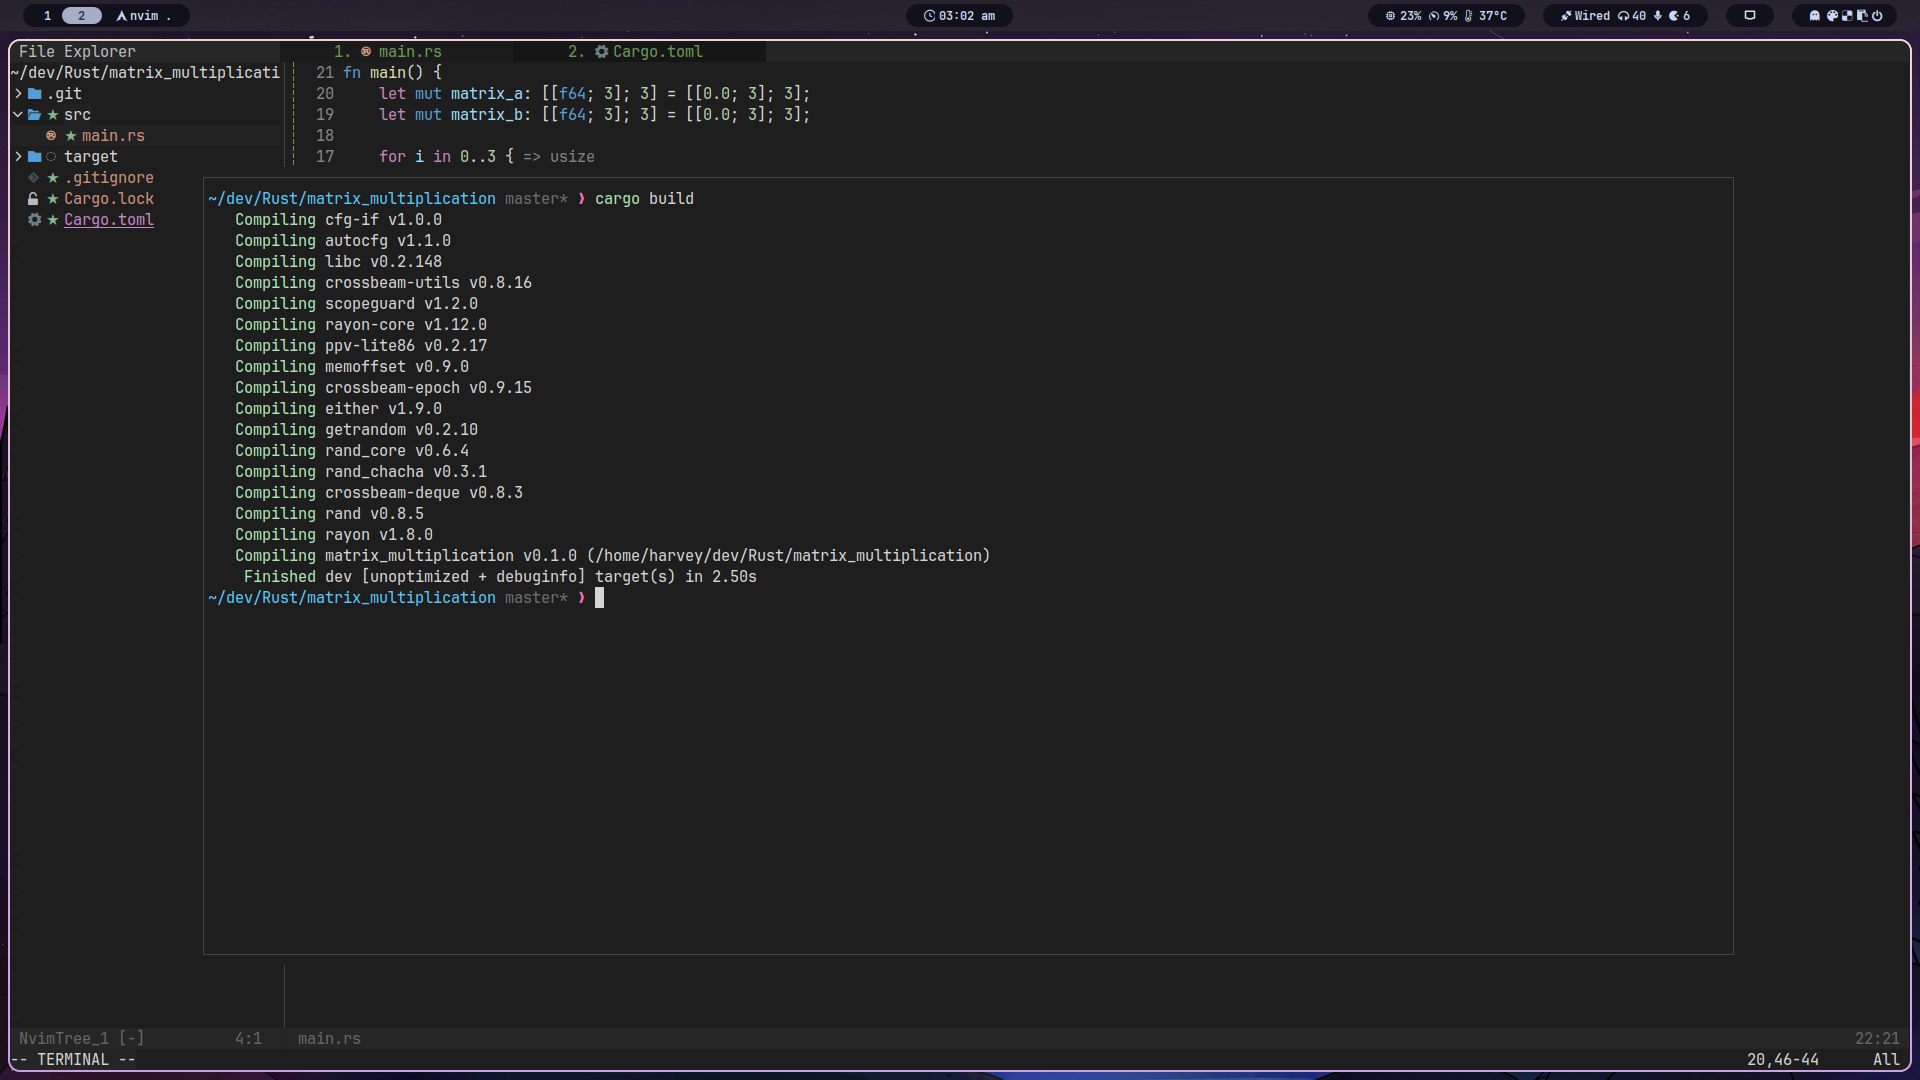 1 2 nvim .
03:02 am
23% 9% 37°C
Wired 40 6
File Explorer
1. main.rs
2. Cargo.toml
~/dev/Rust/matrix_multiplicati
.git
src
main.rs
target
.gitignore
Cargo.lock
Cargo.toml
21 fn main() {
20 let mut matrix_a: [[f64; 3]; 3] = [[0.0; 3]; 3];
19 let mut matrix_b: [[f64; 3]; 3] = [[0.0; 3]; 3];
18
17 for i in 0..3 { => usize
~/dev/Rust/matrix_multiplication master* ❱ cargo build
Compiling cfg-if v1.0.0
Compiling autocfg v1.1.0
Compiling libc v0.2.148
Compiling crossbeam-utils v0.8.16
Compiling scopeguard v1.2.0
Compiling rayon-core v1.12.0
Compiling ppv-lite86 v0.2.17
Compiling memoffset v0.9.0
Compiling crossbeam-epoch v0.9.15
Compiling either v1.9.0
Compiling getrandom v0.2.10
Compiling rand_core v0.6.4
Compiling rand_chacha v0.3.1
Compiling crossbeam-deque v0.8.3
Compiling rand v0.8.5
Compiling rayon v1.8.0
Compiling matrix_multiplication v0.1.0 (/home/harvey/dev/Rust/matrix_multiplication)
Finished dev [unoptimized + debuginfo] target(s) in 2.50s
~/dev/Rust/matrix_multiplication master* ❱
NvimTree_1 [-] 4:1 main.rs 22:21
-- TERMINAL -- 20,46-44 All